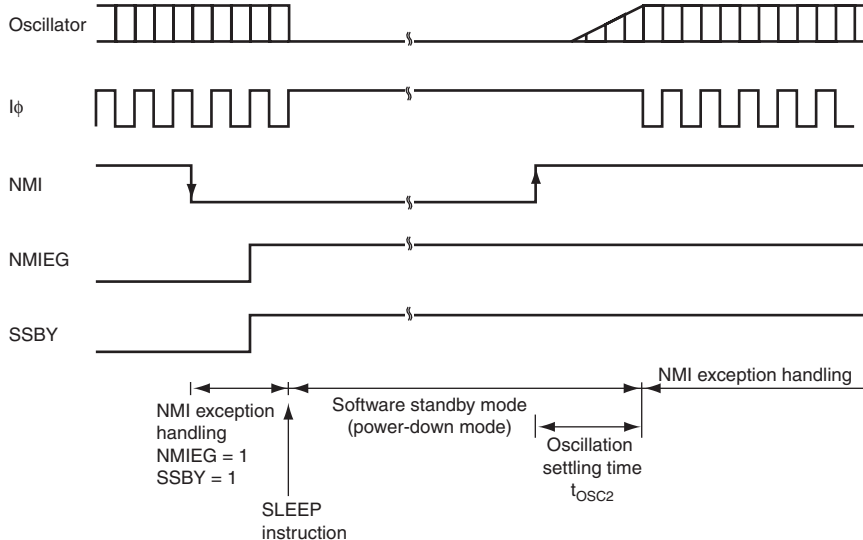 Oscillator
Iϕ
NMI
NMIEG
SSBY
NMI exception
handling
NMIEG = 1
SSBY = 1
Software standby mode
(power-down mode)
NMI exception handling
Oscillation
settling time
tOSC2
SLEEP
instruction